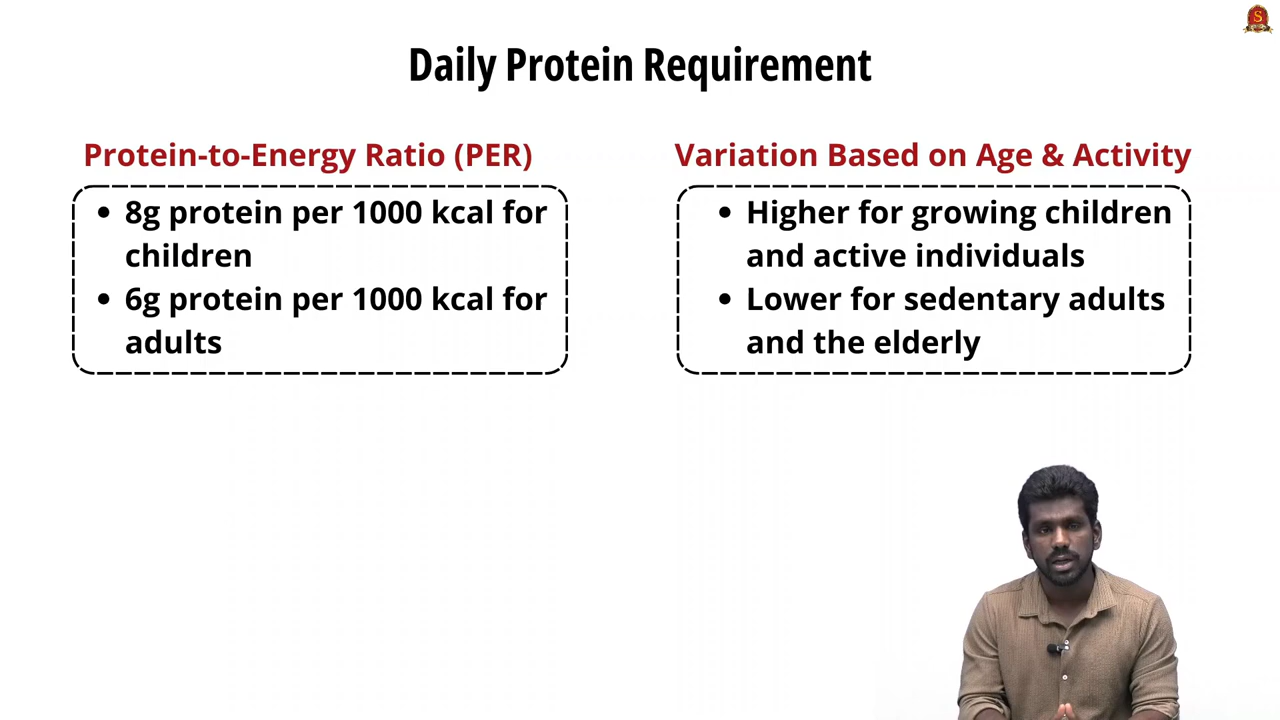 Daily Protein Requirement
Protein-to-Energy Ratio (PER)
• 8g protein per 1000 kcal for
children
• 6g protein per 1000 kcal for
adults
Variation Based on Age & Activity
• Higher for growing children
and active individuals
• Lower for sedentary adults
and the elderly
S